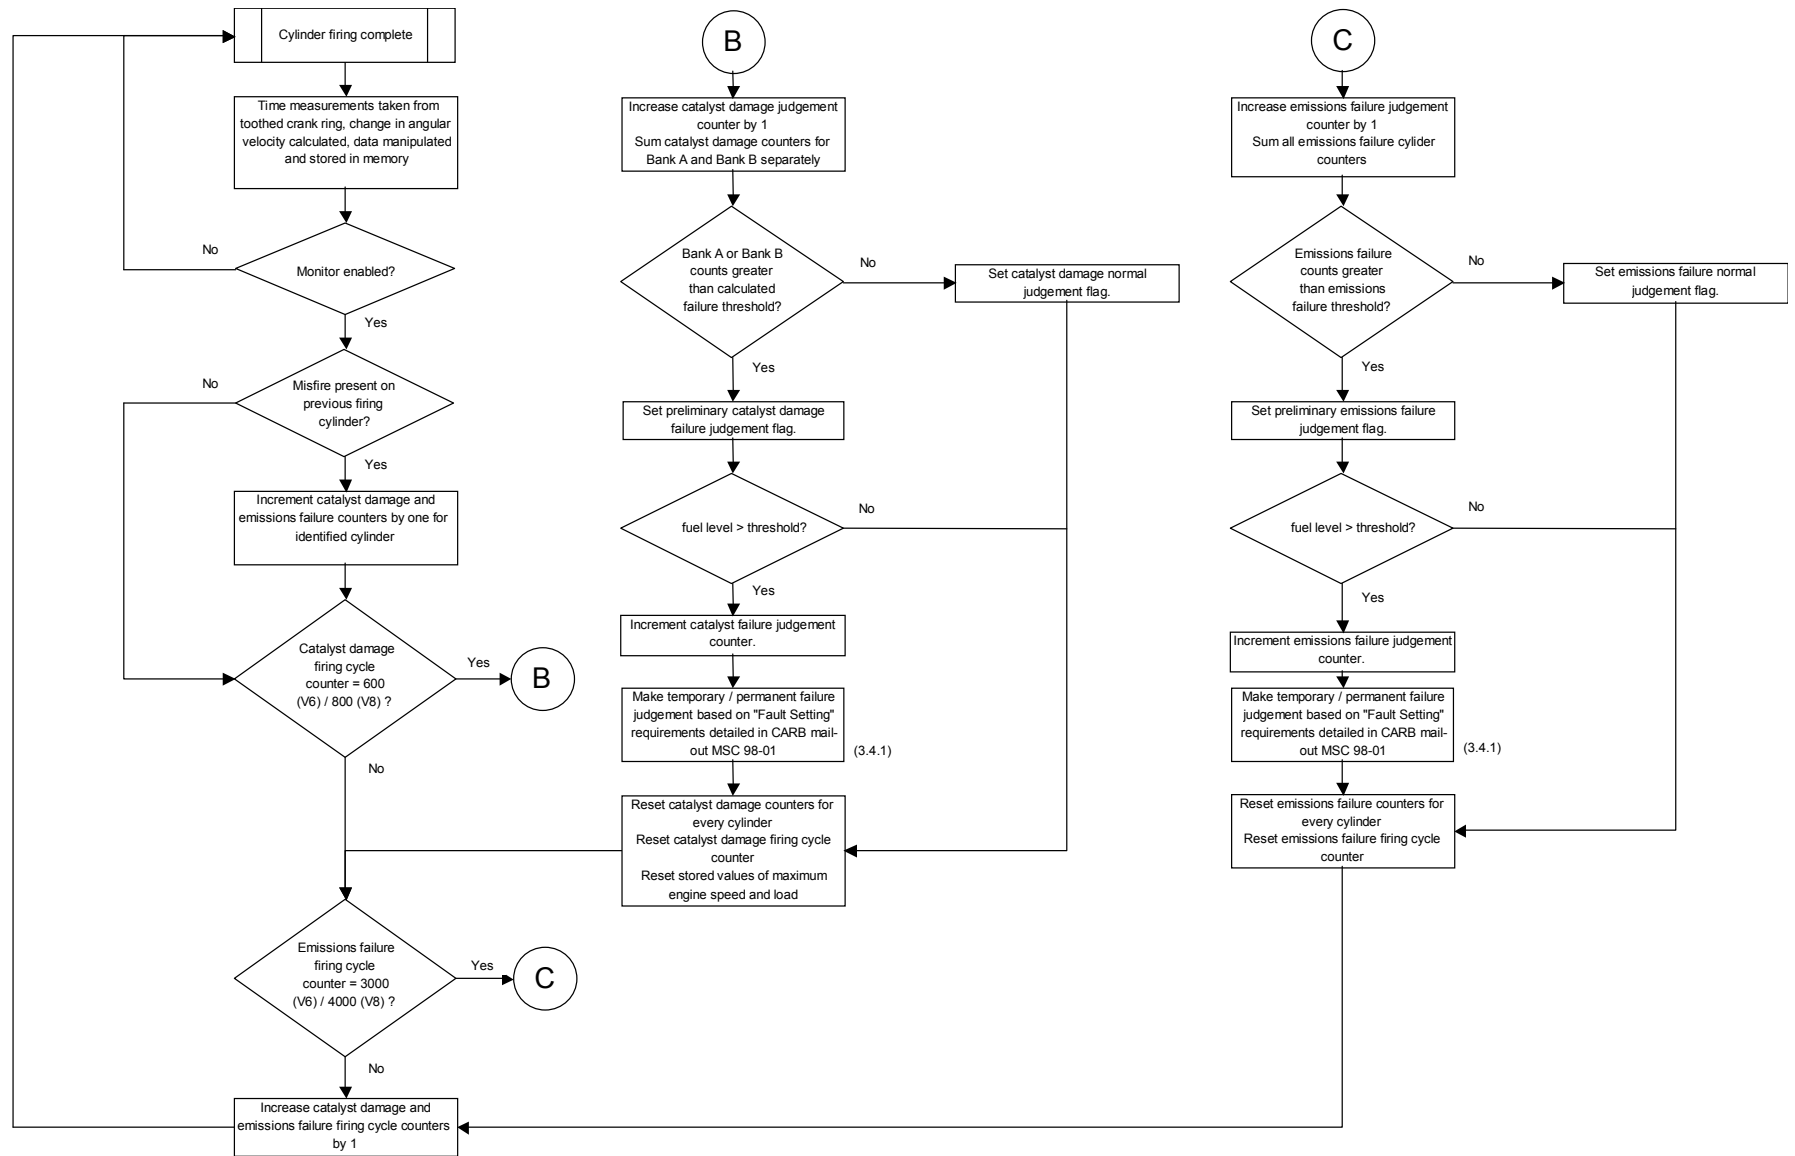 Cylinder firing complete
Time measurements taken from
toothed crank ring, change in angular
velocity calculated, data manipulated
and stored in memory
No
Monitor enabled?
Yes
No
Misfire present on
previous firing
cylinder?
Yes
Increment catalyst damage and
emissions failure counters by one for
identified cylinder
Catalyst damage
firing cycle
counter = 600
(V6) / 800 (V8) ?
Yes
B
No
Emissions failure
firing cycle
counter = 3000
(V6) / 4000 (V8) ?
Yes
C
No
Increase catalyst damage and
emissions failure firing cycle counters
by 1
B
Increase catalyst damage judgement
counter by 1
Sum catalyst damage counters for
Bank A and Bank B separately
Bank A or Bank B
counts greater
than calculated
failure threshold?
No
Set catalyst damage normal
judgement flag.
Yes
Set preliminary catalyst damage
failure judgement flag.
fuel level > threshold?
No
Yes
Increment catalyst failure judgement
counter.
Make temporary / permanent failure
judgement based on "Fault Setting"
requirements detailed in CARB mail-
out MSC 98-01
(3.4.1)
Reset catalyst damage counters for
every cylinder
Reset catalyst damage firing cycle
counter
Reset stored values of maximum
engine speed and load
C
Increase emissions failure judgement
counter by 1
Sum all emissions failure cylider
counters
Emissions failure
counts greater
than emissions
failure threshold?
No
Set emissions failure normal
judgement flag.
Yes
Set preliminary emissions failure
judgement flag.
fuel level > threshold?
No
Yes
Increment emissions failure judgement
counter.
Make temporary / permanent failure
judgement based on "Fault Setting"
requirements detailed in CARB mail-
out MSC 98-01
(3.4.1)
Reset emissions failure counters for
every cylinder
Reset emissions failure firing cycle
counter